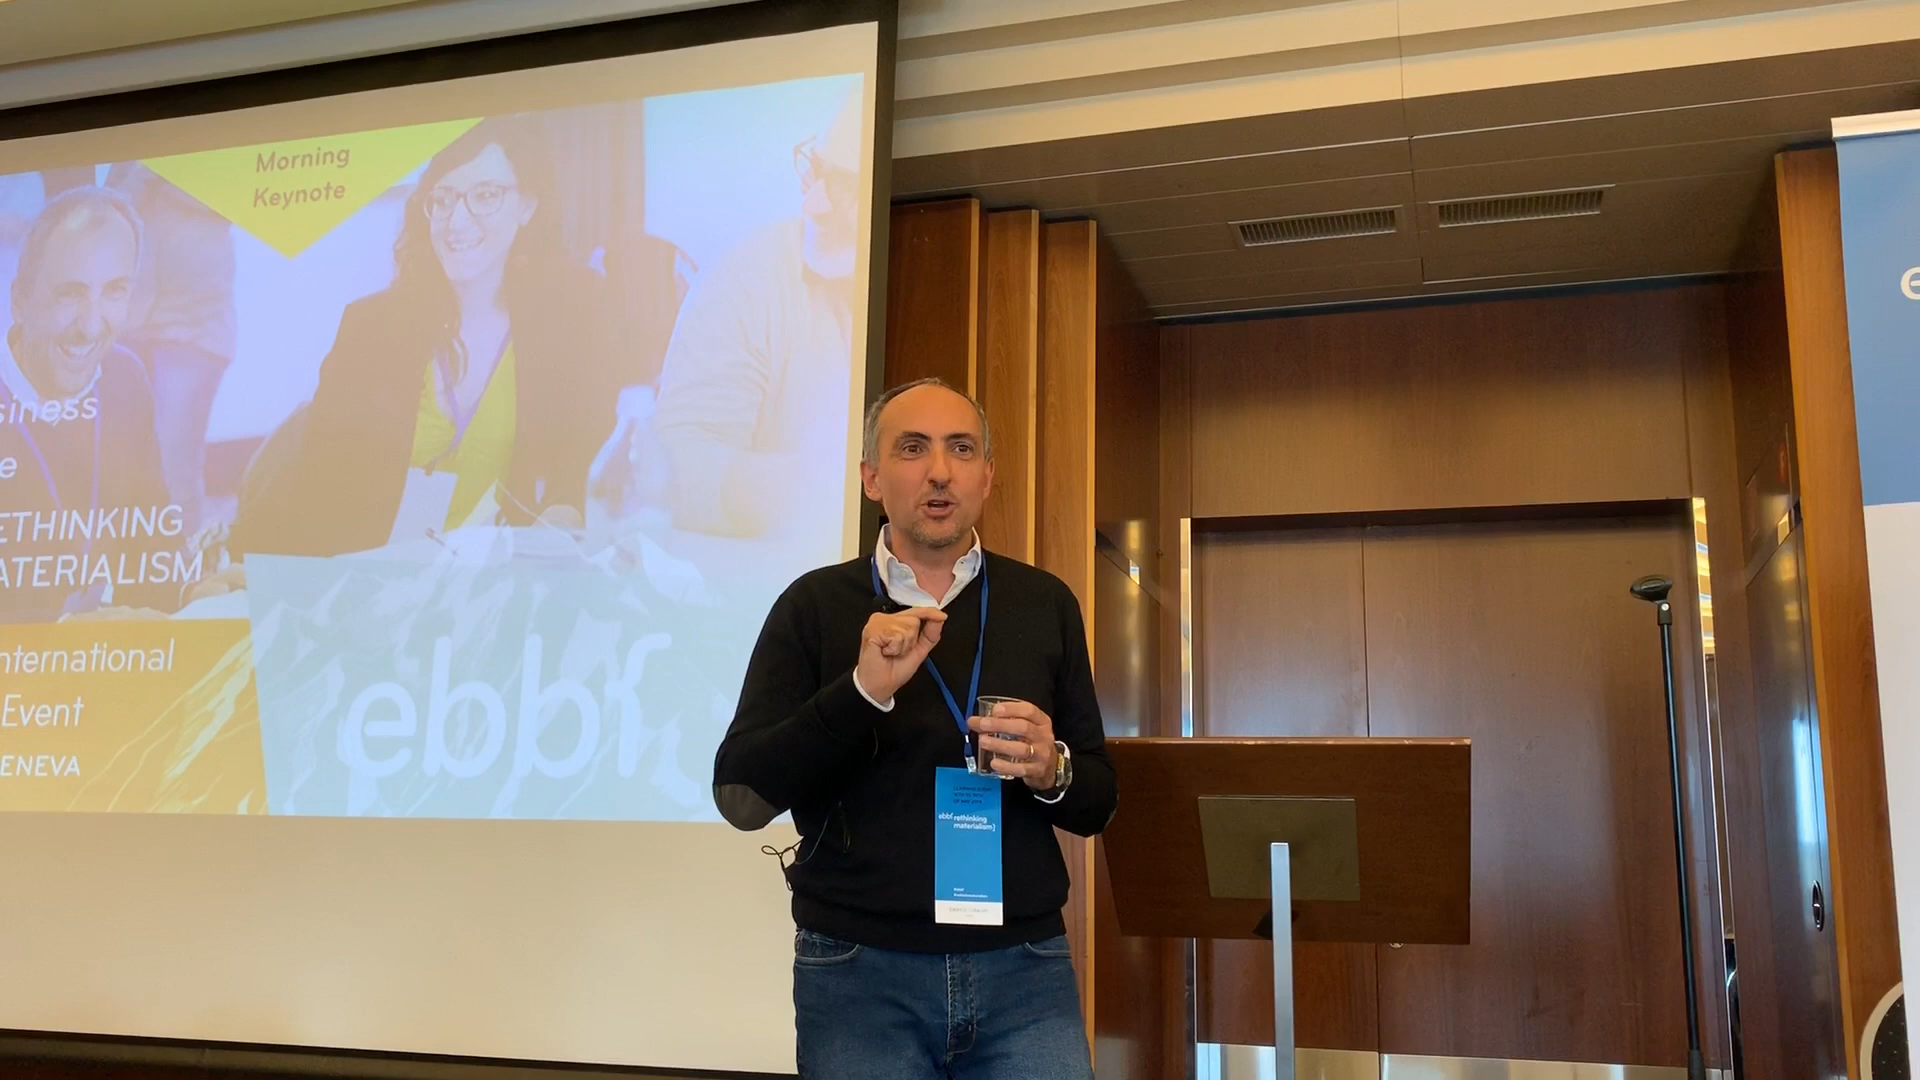 Morning
Keynote
siness
e
ETHINKING
ATERIALISM
nternational
Event
ENEVA
ebbf
ebbf rethinking
materialism]
e